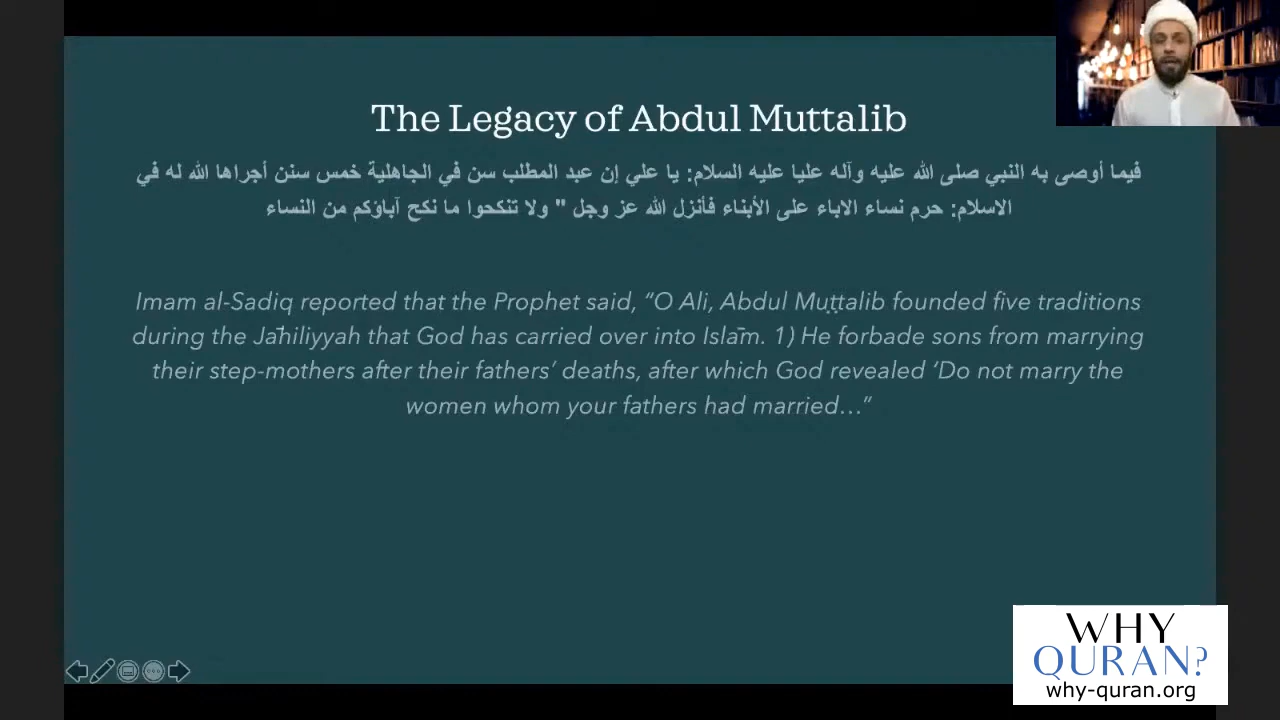 The Legacy of Abdul Muttalib
فيما أوصى به النبي صلى الله عليه وآله عليا عليه السلام: يا علي إن عبد المطلب سن في الجاهلية خمس سنن أجراها الله له في
الاسلام: حرم نساء الاباء على الأبناء فأنزل الله عز وجل " ولا تنكحوا ما نكح آباؤكم من النساء
Imam al-Sadiq reported that the Prophet said, “O Ali, Abdul Muṭṭalib founded five traditions
during the Jāhiliyyah that God has carried over into Islām. 1) He forbade sons from marrying
their step-mothers after their fathers’ deaths, after which God revealed ‘Do not marry the
women whom your fathers had married…”
WHY
QURAN?
why-quran.org